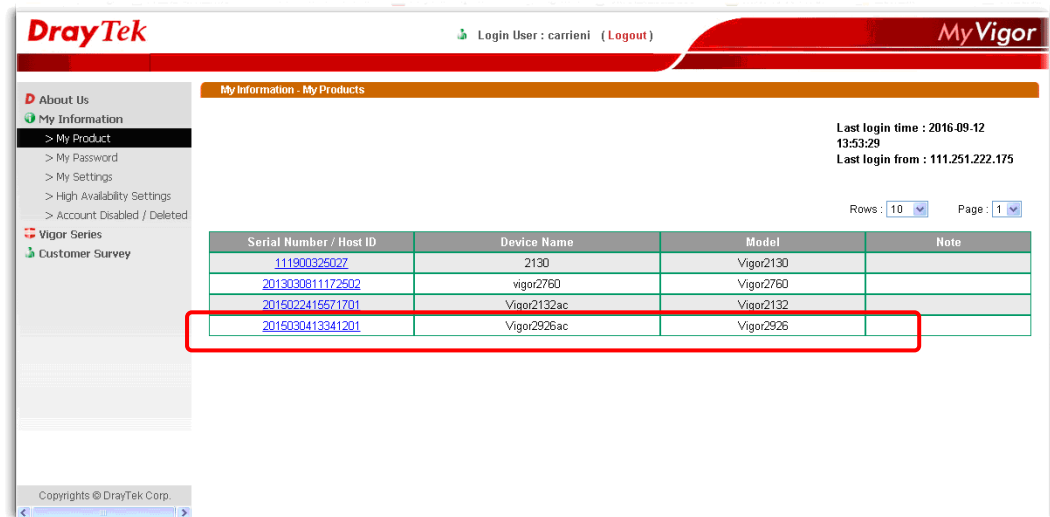 DrayTek
Login User : carrieni ( Logout )
MyVigor
About Us
My Information
> My Product
> My Password
> My Settings
> High Availability Settings
> Account Disabled / Deleted
Vigor Series
Customer Survey
My Information - My Products
Last login time : 2016-09-12
13:53:29
Last login from : 111.251.222.175
Rows : 10 Page : 1
Serial Number / Host ID Device Name Model Note
111900325027 2130 Vigor2130
2013030811172502 vigor2760 Vigor2760
2015022415571701 Vigor2132ac Vigor2132
2015030413341201 Vigor2926ac Vigor2926
Copyrights © DrayTek Corp.